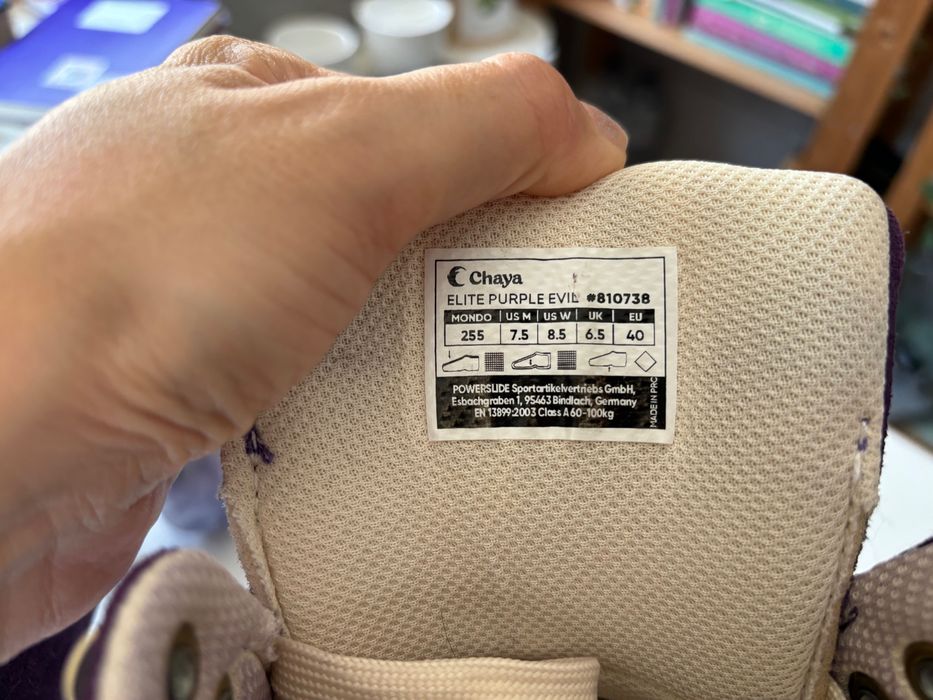 Chaya
ELITE PURPLE EVIL #810738
MONDO US M US W UK EU
255 7.5 8.5 6.5 40
POWERSLIDE Sportartikelvertriebs GmbH,
Esbachgraben 1, 95463 Bindlach, Germany
EN 13899:2003 Class A 60-100kg
MADE IN PRC